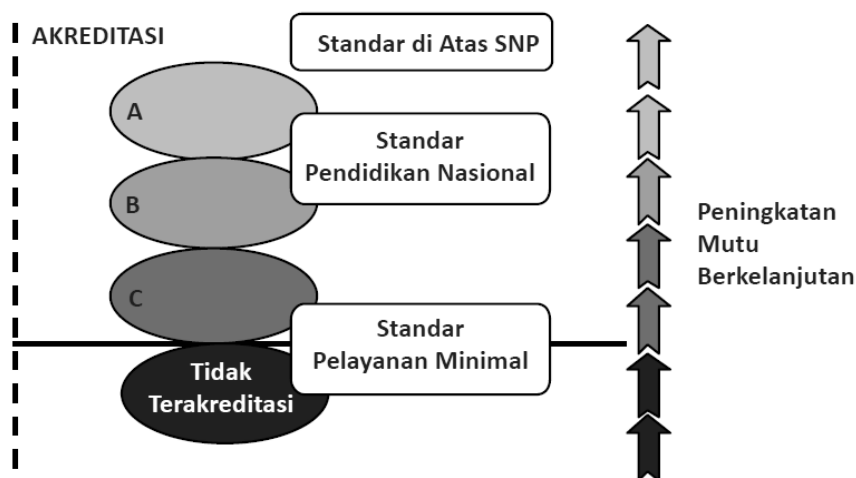 AKREDITASI
Standar di Atas SNP
A
Standar
Pendidikan Nasional
B
Peningkatan
Mutu
Berkelanjutan
C
Standar
Pelayanan Minimal
Tidak
Terakreditasi